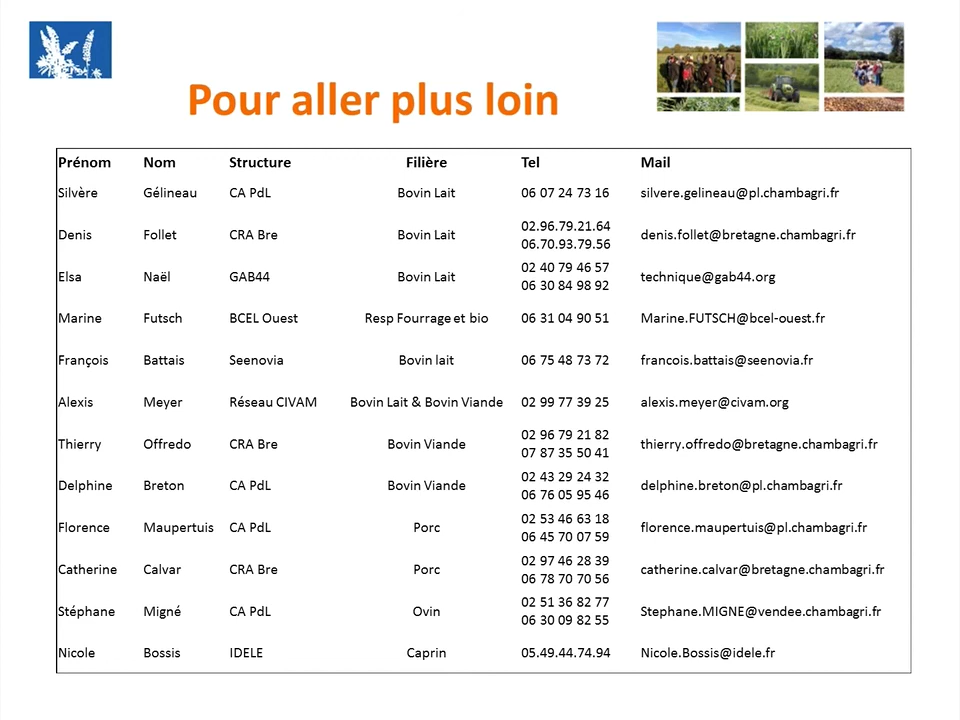 Pour aller plus loin
Prénom Nom Structure Filière Tel Mail
Silvère Gélineau CA PdL Bovin Lait 06 07 24 73 16 silvere.gelineau@pl.chambagri.fr
Denis Follet CRA Bre Bovin Lait 02.96.79.21.64 06.70.93.79.56 denis.follet@bretagne.chambagri.fr
Elsa Naël GAB44 Bovin Lait 02 40 79 46 57 06 30 84 98 92 technique@gab44.org
Marine Futsch BCEL Ouest Resp Fourrage et bio 06 31 04 90 51 Marine.FUTSCH@bcel-ouest.fr
François Battais Seenovia Bovin lait 06 75 48 73 72 francois.battais@seenovia.fr
Alexis Meyer Réseau CIVAM Bovin Lait & Bovin Viande 02 99 77 39 25 alexis.meyer@civam.org
Thierry Offredo CRA Bre Bovin Viande 02 96 79 21 82 07 87 35 50 41 thierry.offredo@bretagne.chambagri.fr
Delphine Breton CA PdL Bovin Viande 02 43 29 24 32 06 76 05 95 46 delphine.breton@pl.chambagri.fr
Florence Maupertuis CA PdL Porc 02 53 46 63 18 06 45 70 07 59 florence.maupertuis@pl.chambagri.fr
Catherine Calvar CRA Bre Porc 02 97 46 28 39 06 78 70 70 56 catherine.calvar@bretagne.chambagri.fr
Stéphane Migné CA PdL Ovin 02 51 36 82 77 06 30 09 82 55 Stephane.MIGNE@vendee.chambagri.fr
Nicole Bossis IDELE Caprin 05.49.44.74.94 Nicole.Bossis@idele.fr